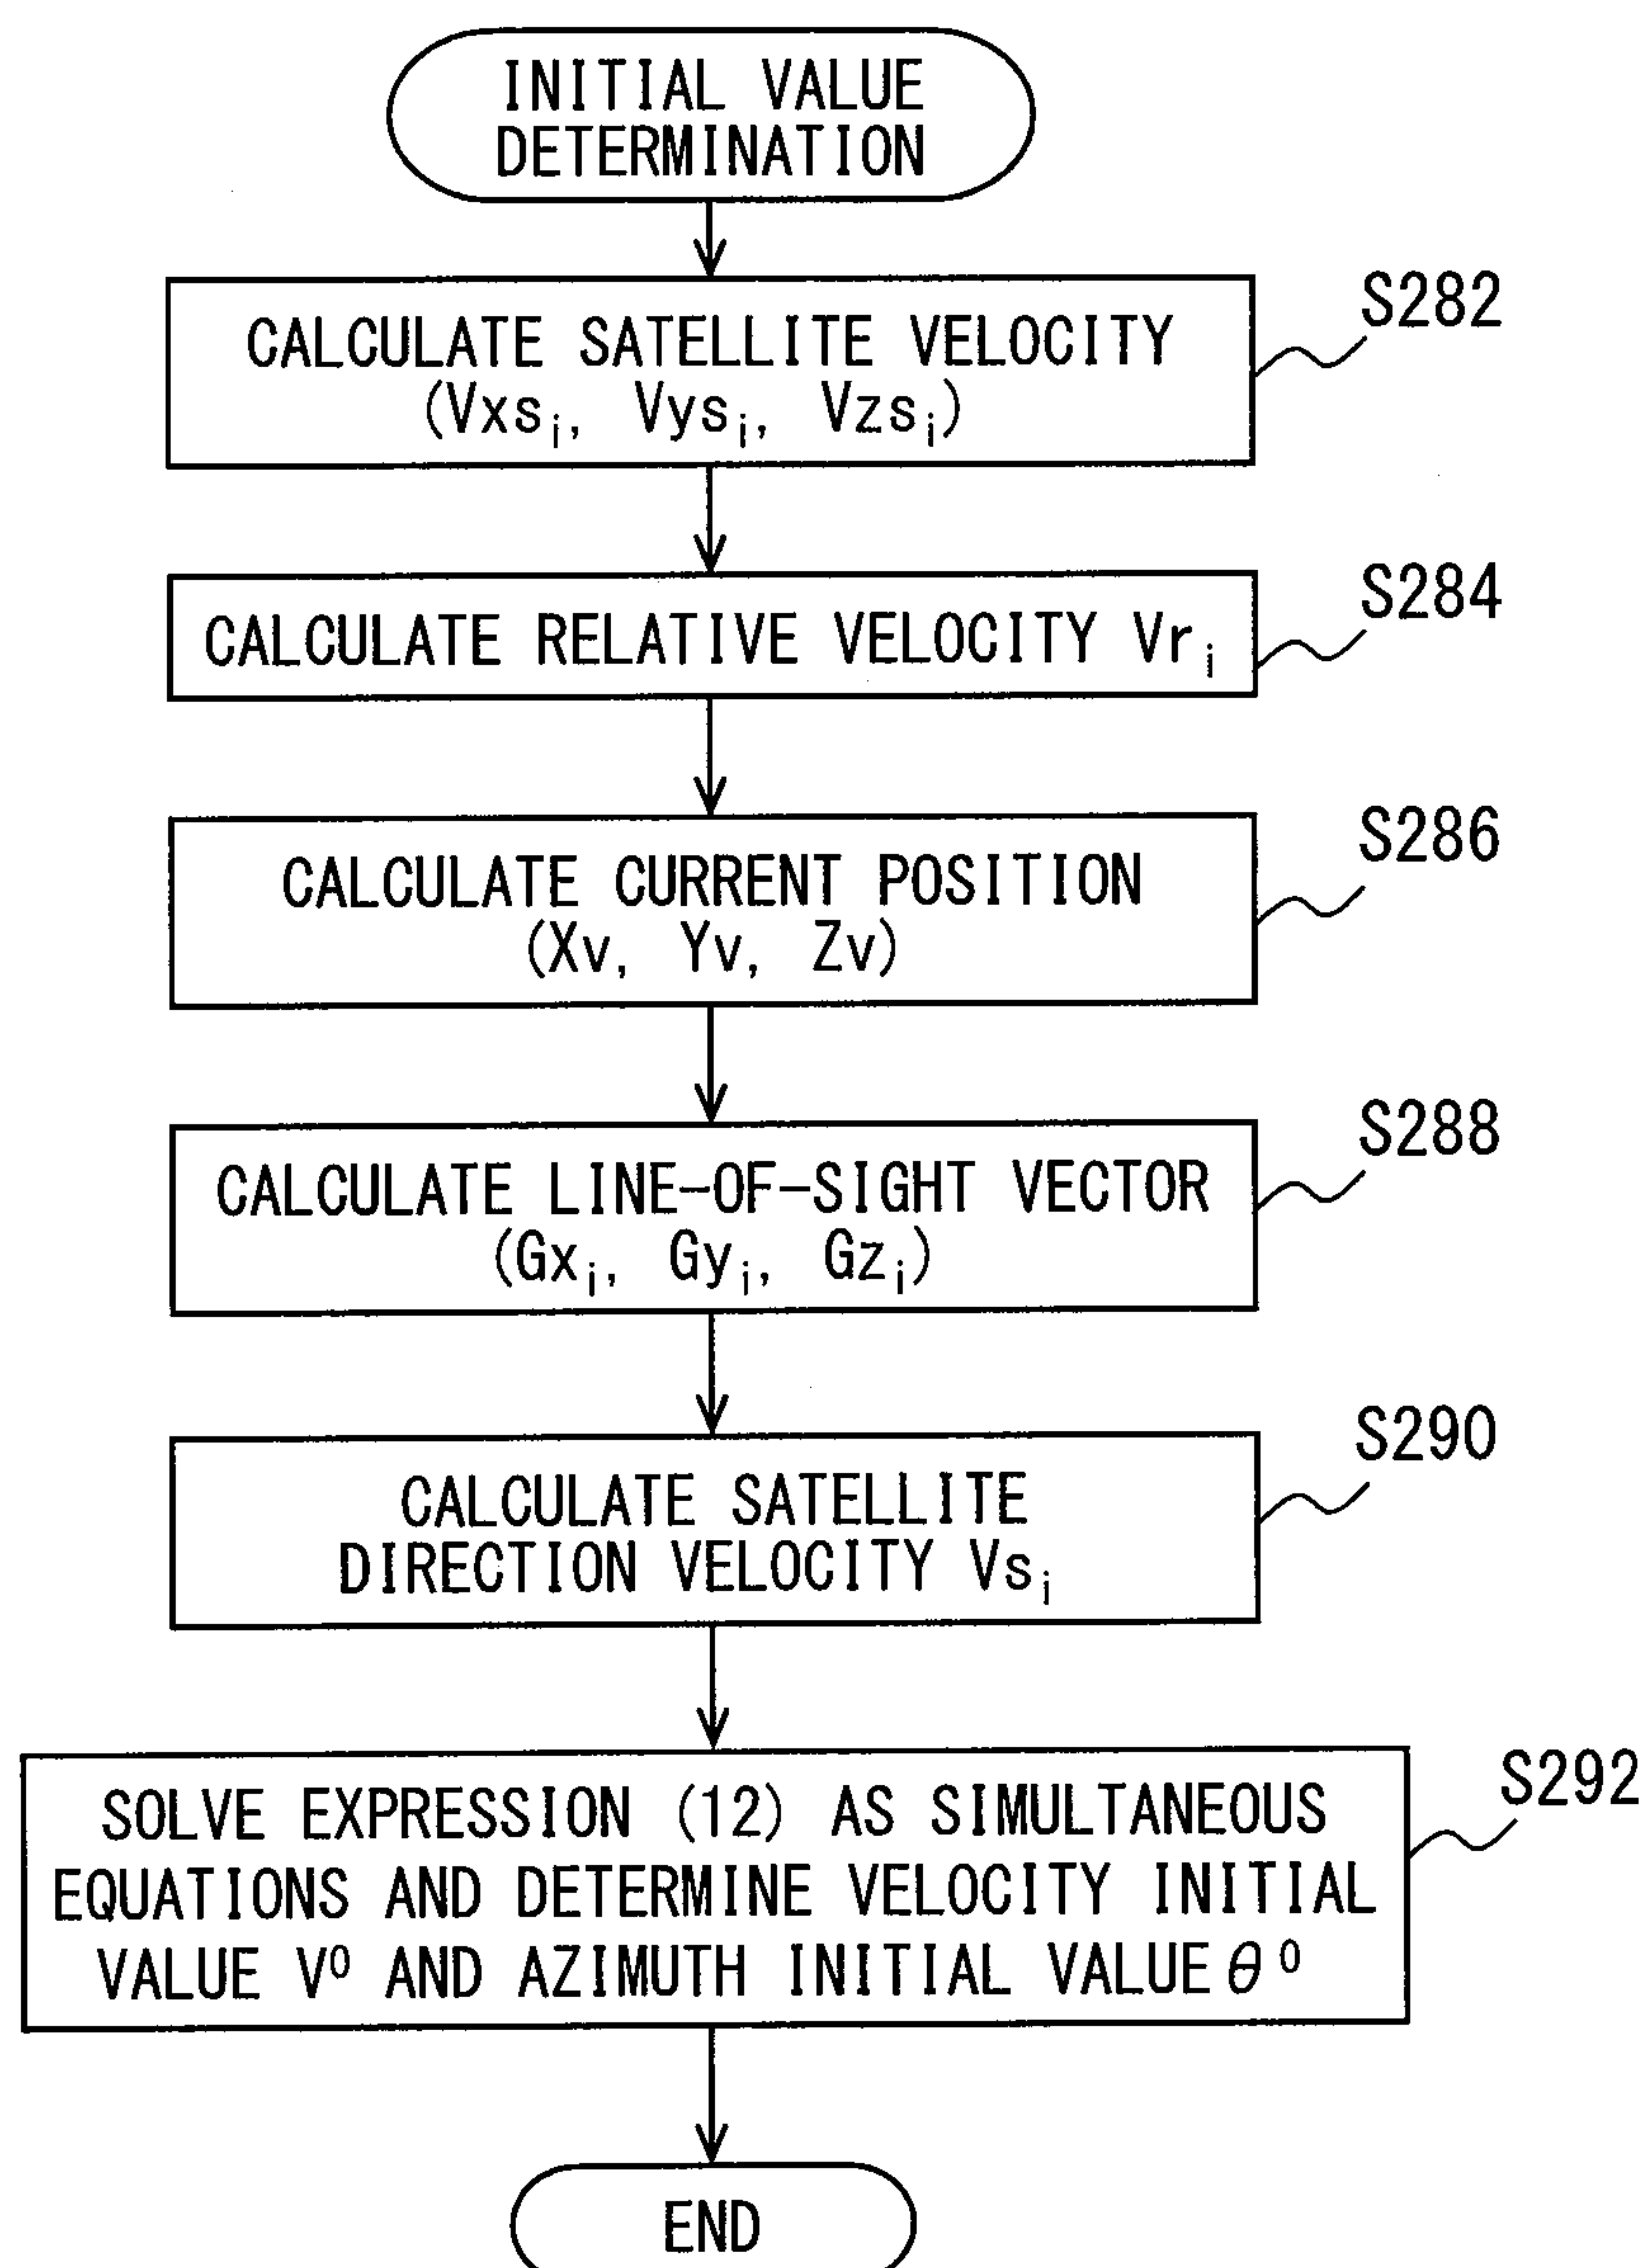 INITIAL VALUE
DETERMINATION
CALCULATE SATELLITE VELOCITY
(Vxsᵢ, Vysᵢ, Vzsᵢ)
S282
CALCULATE RELATIVE VELOCITY Vrᵢ
S284
CALCULATE CURRENT POSITION
(Xv, Yv, Zv)
S286
CALCULATE LINE-OF-SIGHT VECTOR
(Gxᵢ, Gyᵢ, Gzᵢ)
S288
CALCULATE SATELLITE
DIRECTION VELOCITY Vsᵢ
S290
SOLVE EXPRESSION (12) AS SIMULTANEOUS
EQUATIONS AND DETERMINE VELOCITY INITIAL
VALUE V⁰ AND AZIMUTH INITIAL VALUE θ⁰
S292
END